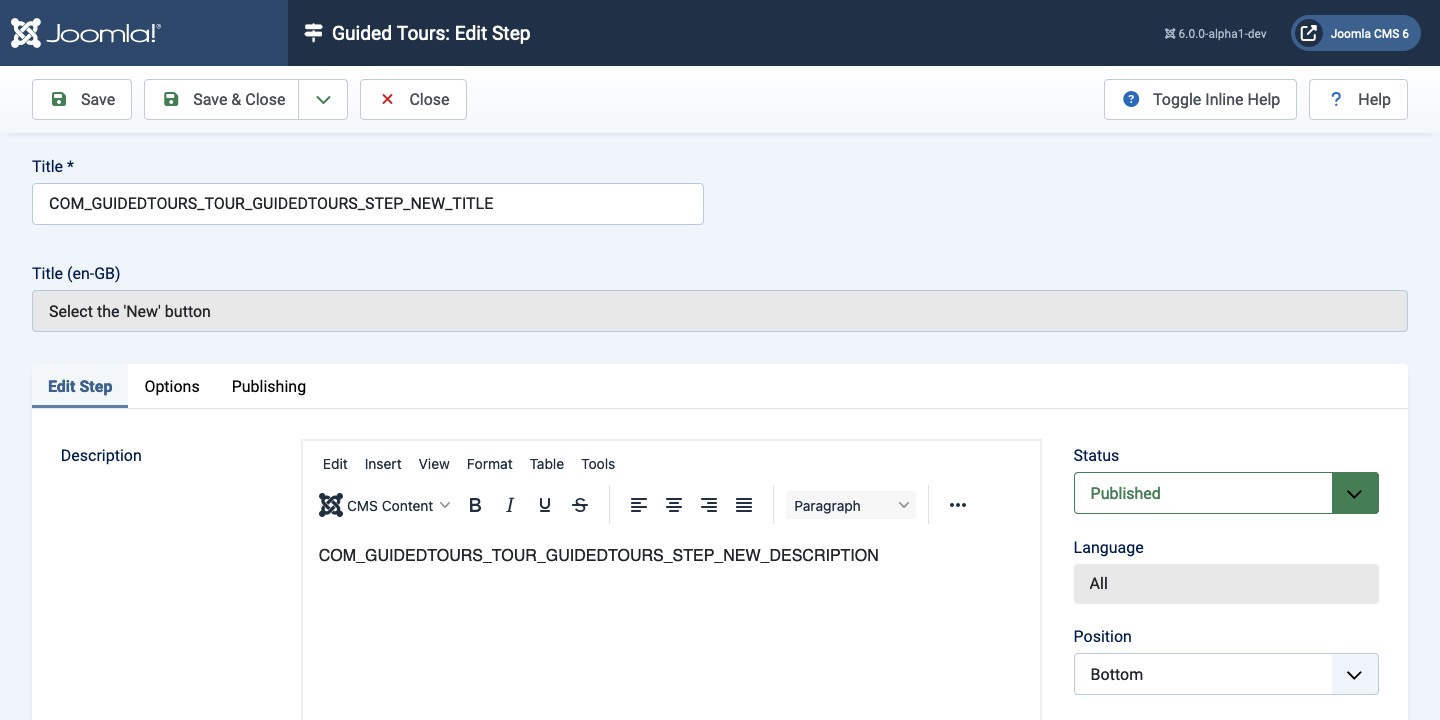 Joomla!®
Guided Tours: Edit Step
6.0.0-alpha1-dev
Joomla CMS 6
Save
Save & Close
Close
Toggle Inline Help
? Help
Title *
COM_GUIDEDTOURS_TOUR_GUIDEDTOURS_STEP_NEW_TITLE
Title (en-GB)
Select the 'New' button
Edit Step Options Publishing
Description
Edit Insert View Format Table Tools
CMS Content B I U S Paragraph
COM_GUIDEDTOURS_TOUR_GUIDEDTOURS_STEP_NEW_DESCRIPTION
Status
Published
Language
All
Position
Bottom